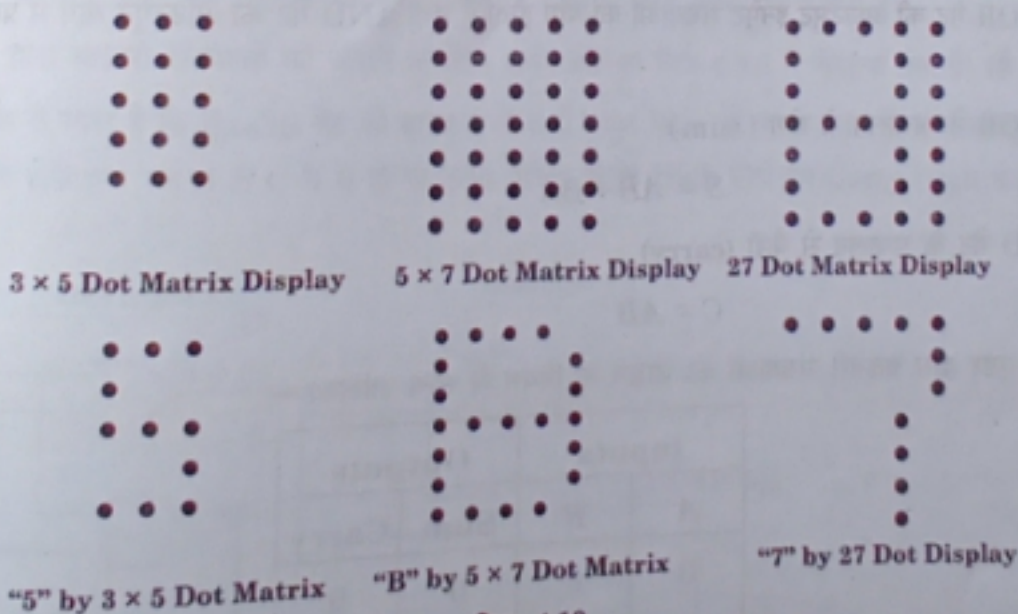 3 × 5 Dot Matrix Display
5 × 7 Dot Matrix Display
27 Dot Matrix Display
"5" by 3 × 5 Dot Matrix
"B" by 5 × 7 Dot Matrix
"7" by 27 Dot Display